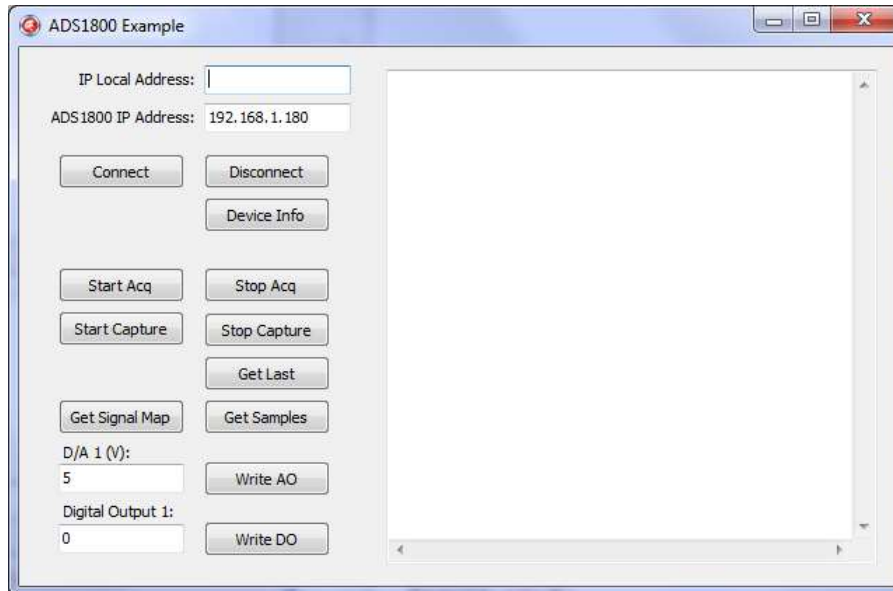 ADS1800 Example
IP Local Address:
ADS1800 IP Address: 192.168.1.180
Connect Disconnect
Device Info
Start Acq Stop Acq
Start Capture Stop Capture
Get Last
Get Signal Map Get Samples
D/A 1 (V):
5 Write AO
Digital Output 1:
0 Write DO